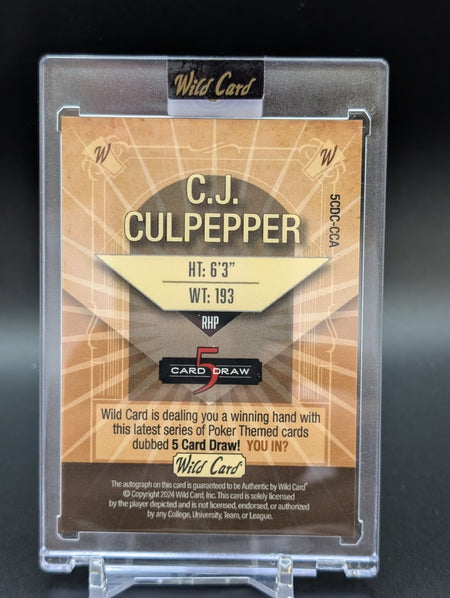 Wild Card
W
W
C.J.
CULPEPPER
5CDC-CCA
HT: 6'3"
WT: 193
RHP
5
CARD DRAW
Wild Card is dealing you a winning hand with
this latest series of Poker Themed cards
dubbed 5 Card Draw! YOU IN?
Wild Card
The autograph on this card is guaranteed to be Authentic by Wild Card®
© Copyright 2024 Wild Card, Inc. This card is solely licensed
by the player depicted and is not licensed, endorsed, or authorized
by any College, University, Team, or League.